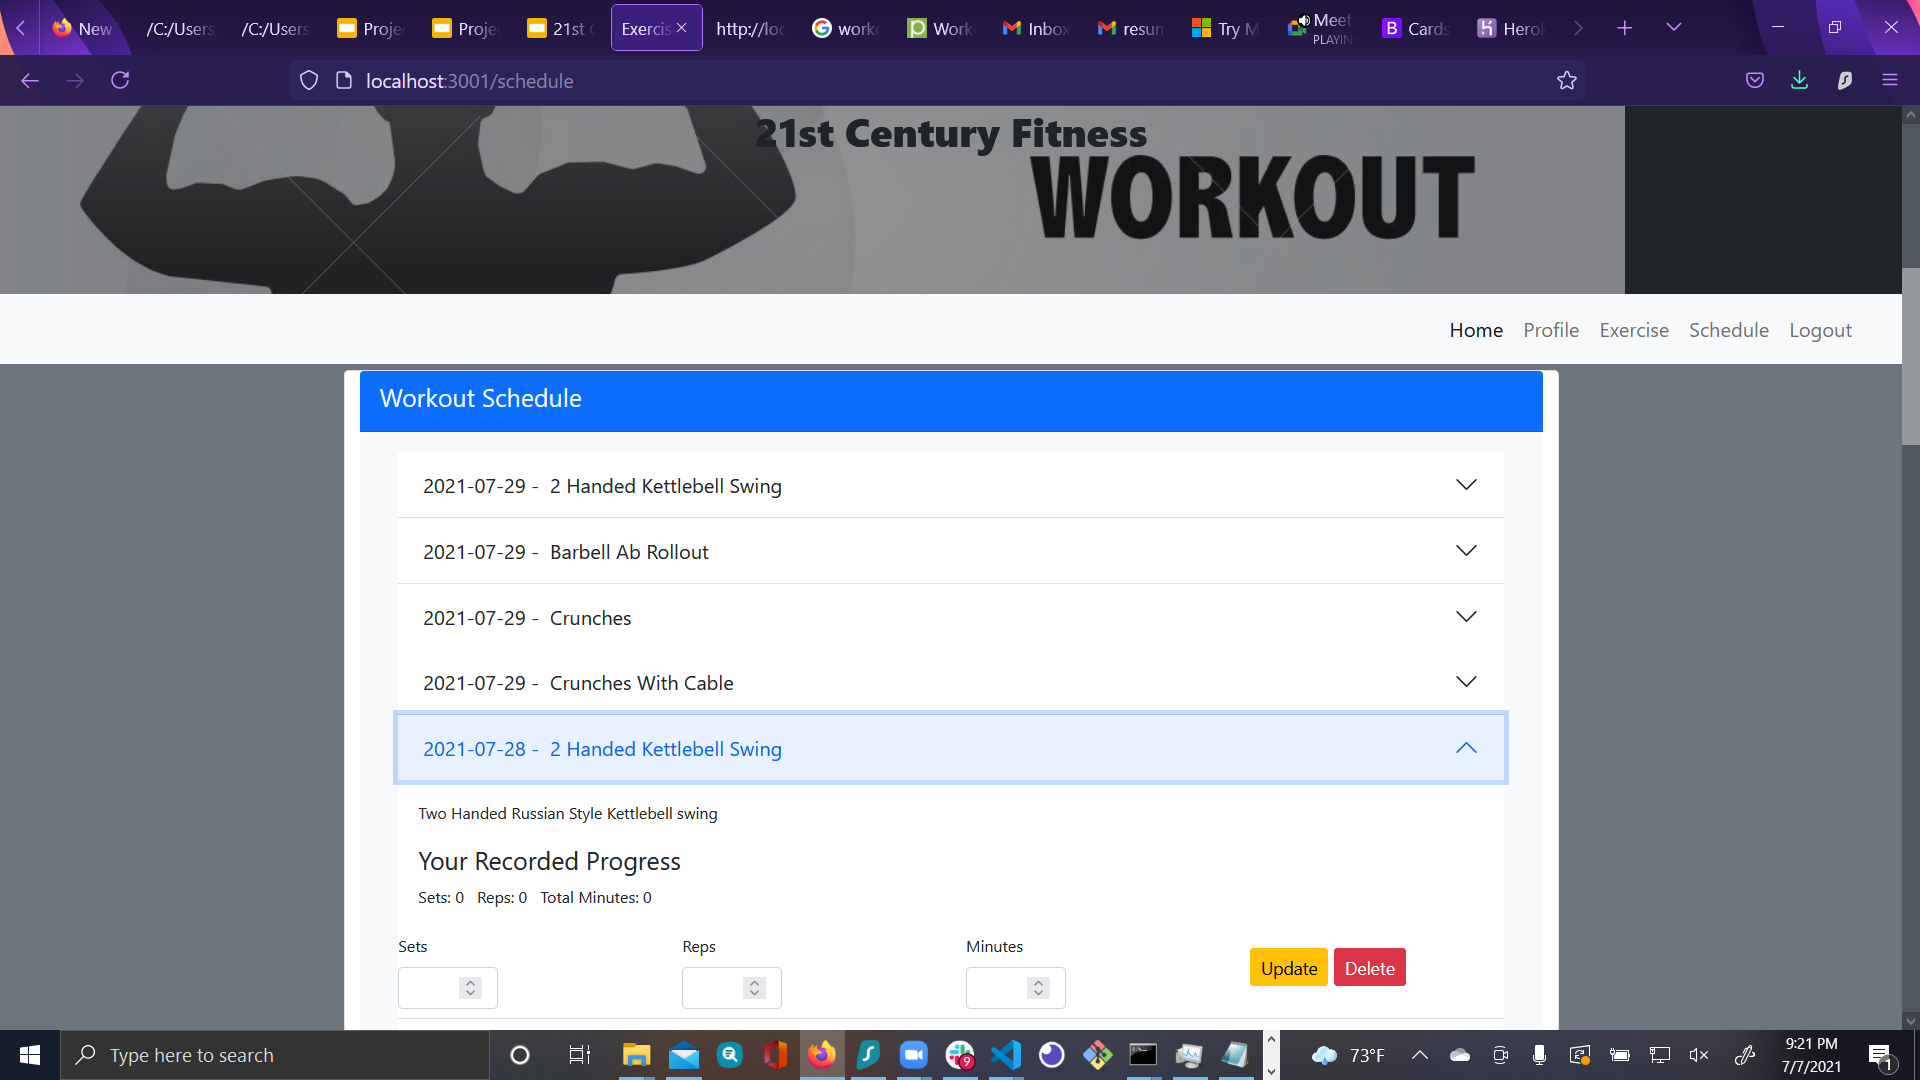 New
/C:/Users
/C:/Users
Proje
Proje
21st
Exercis
http://loc
work
Work
Inbox
resum
Try M
Meet
PLAYIN
Cards
Herok
localhost:3001/schedule
21st Century Fitness
WORKOUT
Home Profile Exercise Schedule Logout
Workout Schedule
2021-07-29 - 2 Handed Kettlebell Swing
2021-07-29 - Barbell Ab Rollout
2021-07-29 - Crunches
2021-07-29 - Crunches With Cable
2021-07-28 - 2 Handed Kettlebell Swing
Two Handed Russian Style Kettlebell swing
Your Recorded Progress
Sets: 0 Reps: 0 Total Minutes: 0
Sets Reps Minutes
Update Delete
Type here to search
9
73°F
9:21 PM
7/7/2021
1